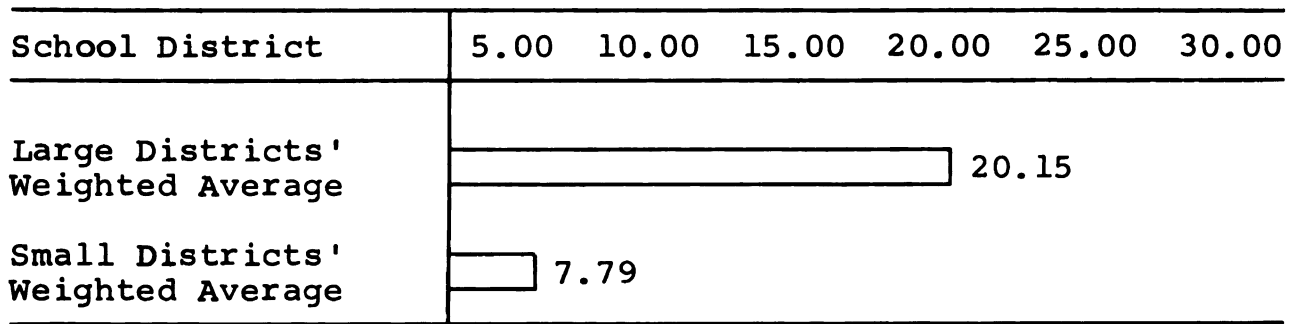 School District 5.00 10.00 15.00 20.00 25.00 30.00
Large Districts'
Weighted Average 20.15
Small Districts'
Weighted Average 7.79